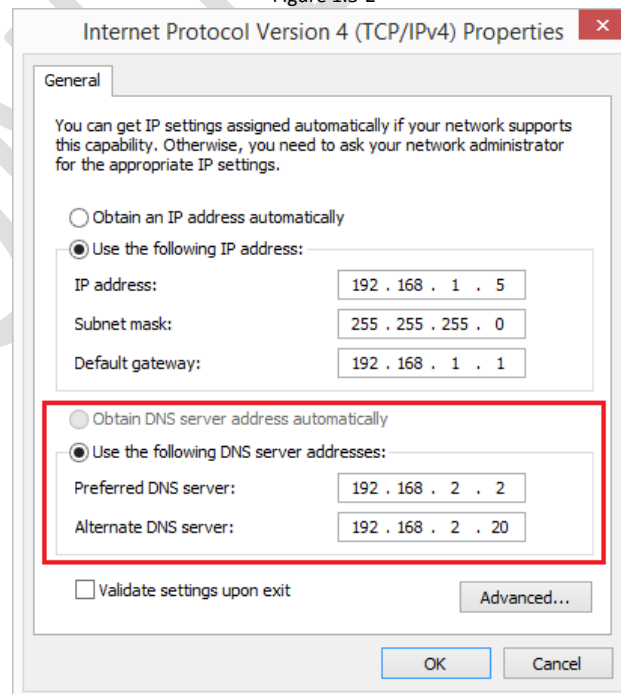 Figure 1.3-2
Internet Protocol Version 4 (TCP/IPv4) Properties
General
You can get IP settings assigned automatically if your network supports
this capability. Otherwise, you need to ask your network administrator
for the appropriate IP settings.
Obtain an IP address automatically
Use the following IP address:
IP address: 192 . 168 . 1 . 5
Subnet mask: 255 . 255 . 255 . 0
Default gateway: 192 . 168 . 1 . 1
Obtain DNS server address automatically
Use the following DNS server addresses:
Preferred DNS server: 192 . 168 . 2 . 2
Alternate DNS server: 192 . 168 . 2 . 20
Validate settings upon exit
Advanced...
OK Cancel